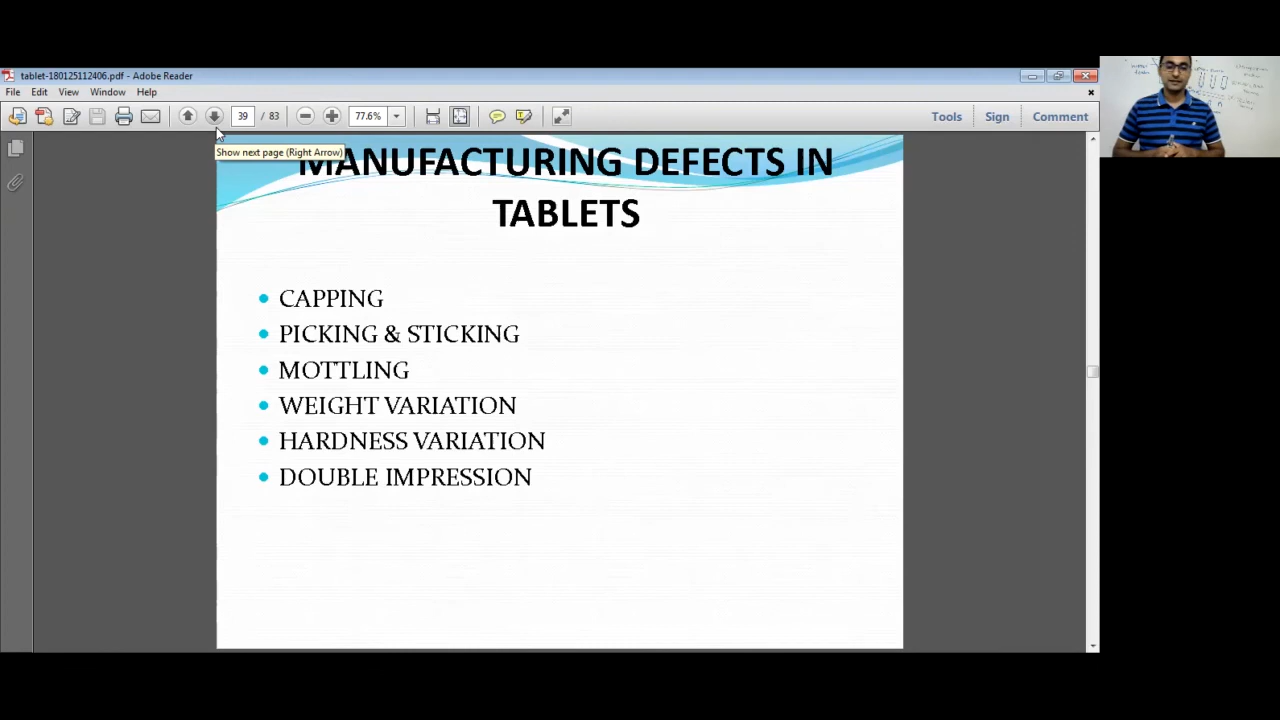 tablet-180125112406.pdf - Adobe Reader
File Edit View Window Help
39 / 83 77.6% Tools Sign Comment
Show next page (Right Arrow)
MANUFACTURING DEFECTS IN
TABLETS
• CAPPING
• PICKING & STICKING
• MOTTLING
• WEIGHT VARIATION
• HARDNESS VARIATION
• DOUBLE IMPRESSION